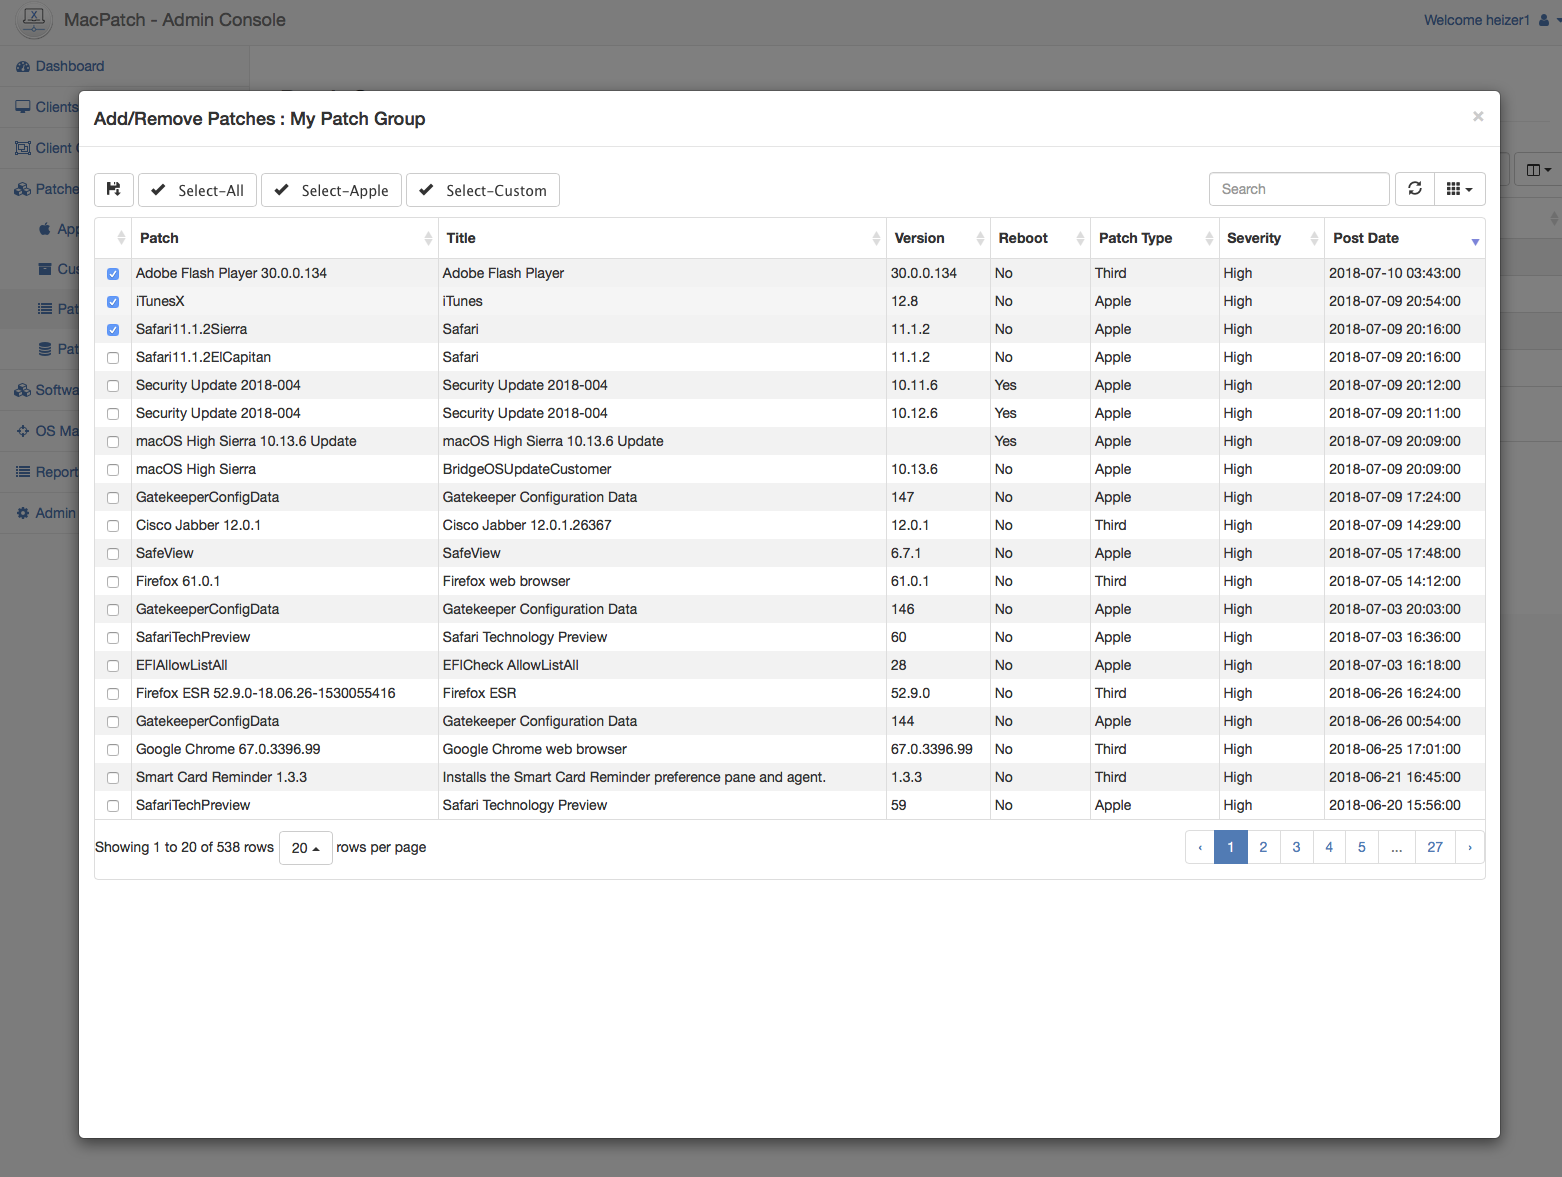 MacPatch - Admin Console
Welcome heizer1
Dashboard
Clients
Client
Patche
App
Cus
Pat
Pat
Softwa
OS Ma
Report
Admin
Add/Remove Patches : My Patch Group
×
Select-All Select-Apple Select-Custom Search
Patch Title Version Reboot Patch Type Severity Post Date
Adobe Flash Player 30.0.0.134 Adobe Flash Player 30.0.0.134 No Third High 2018-07-10 03:43:00
iTunesX iTunes 12.8 No Apple High 2018-07-09 20:54:00
Safari11.1.2Sierra Safari 11.1.2 No Apple High 2018-07-09 20:16:00
Safari11.1.2ElCapitan Safari 11.1.2 No Apple High 2018-07-09 20:16:00
Security Update 2018-004 Security Update 2018-004 10.11.6 Yes Apple High 2018-07-09 20:12:00
Security Update 2018-004 Security Update 2018-004 10.12.6 Yes Apple High 2018-07-09 20:11:00
macOS High Sierra 10.13.6 Update macOS High Sierra 10.13.6 Update Yes Apple High 2018-07-09 20:09:00
macOS High Sierra BridgeOSUpdateCustomer 10.13.6 No Apple High 2018-07-09 20:09:00
GatekeeperConfigData Gatekeeper Configuration Data 147 No Apple High 2018-07-09 17:24:00
Cisco Jabber 12.0.1 Cisco Jabber 12.0.1.26367 12.0.1 No Third High 2018-07-09 14:29:00
SafeView SafeView 6.7.1 No Apple High 2018-07-05 17:48:00
Firefox 61.0.1 Firefox web browser 61.0.1 No Third High 2018-07-05 14:12:00
GatekeeperConfigData Gatekeeper Configuration Data 146 No Apple High 2018-07-03 20:03:00
SafariTechPreview Safari Technology Preview 60 No Apple High 2018-07-03 16:36:00
EFIAllowListAll EFICheck AllowListAll 28 No Apple High 2018-07-03 16:18:00
Firefox ESR 52.9.0-18.06.26-1530055416 Firefox ESR 52.9.0 No Third High 2018-06-26 16:24:00
GatekeeperConfigData Gatekeeper Configuration Data 144 No Apple High 2018-06-26 00:54:00
Google Chrome 67.0.3396.99 Google Chrome web browser 67.0.3396.99 No Third High 2018-06-25 17:01:00
Smart Card Reminder 1.3.3 Installs the Smart Card Reminder preference pane and agent. 1.3.3 No Third High 2018-06-21 16:45:00
SafariTechPreview Safari Technology Preview 59 No Apple High 2018-06-20 15:56:00
Showing 1 to 20 of 538 rows 20 rows per page ‹ 1 2 3 4 5 ... 27 ›